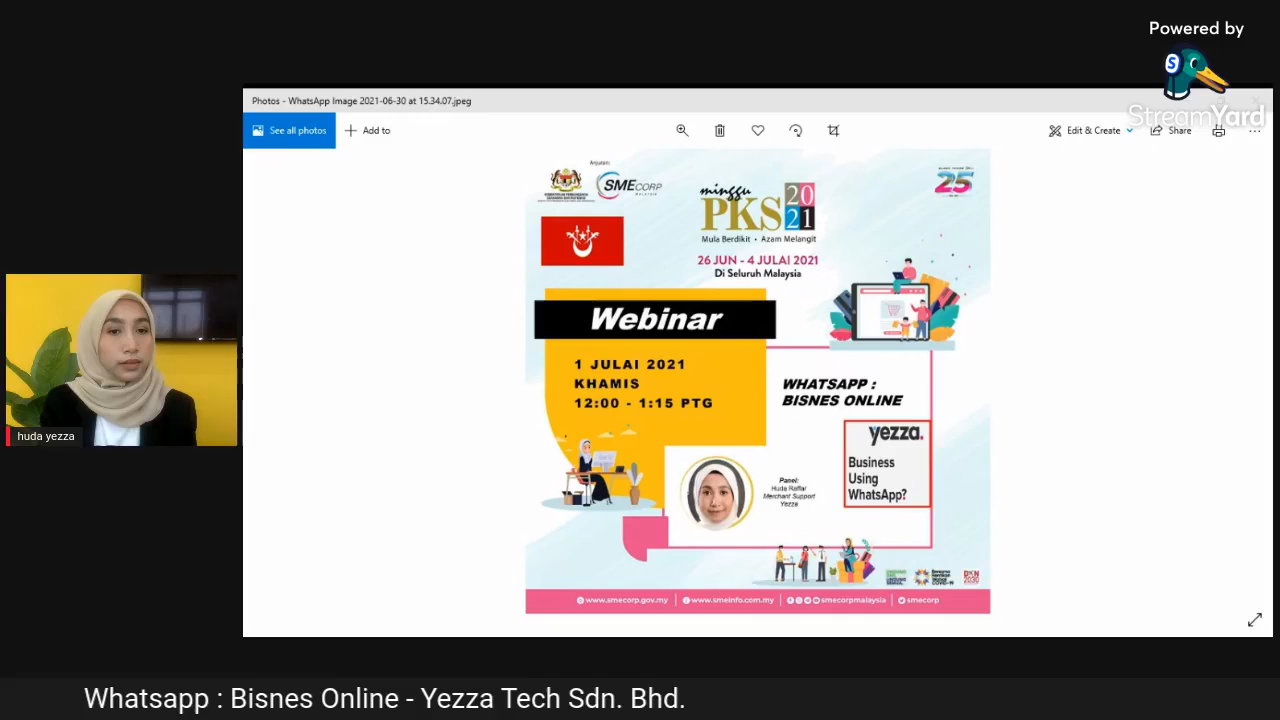 Powered by
StreamYard
Photos - WhatsApp Image 2021-06-30 at 15.34.07.jpeg
See all photos
Add to
Edit & Create
Share
Anjuran:
SMECORP
MALAYSIA
minggu
PKS 2021
Mula Berdikit • Azam Melangit
26 JUN - 4 JULAI 2021
Di Seluruh Malaysia
25
Webinar
1 JULAI 2021
KHAMIS
12:00 - 1:15 PTG
WHATSAPP :
BISNES ONLINE
yezza.
Business
Using
WhatsApp?
Panel:
Huda Raffar
Merchant Support
Yezza
www.smecorp.gov.my
www.smeinfo.com.my
smecorpmalaysia
smecorp
huda yezza
Whatsapp : Bisnes Online - Yezza Tech Sdn. Bhd.